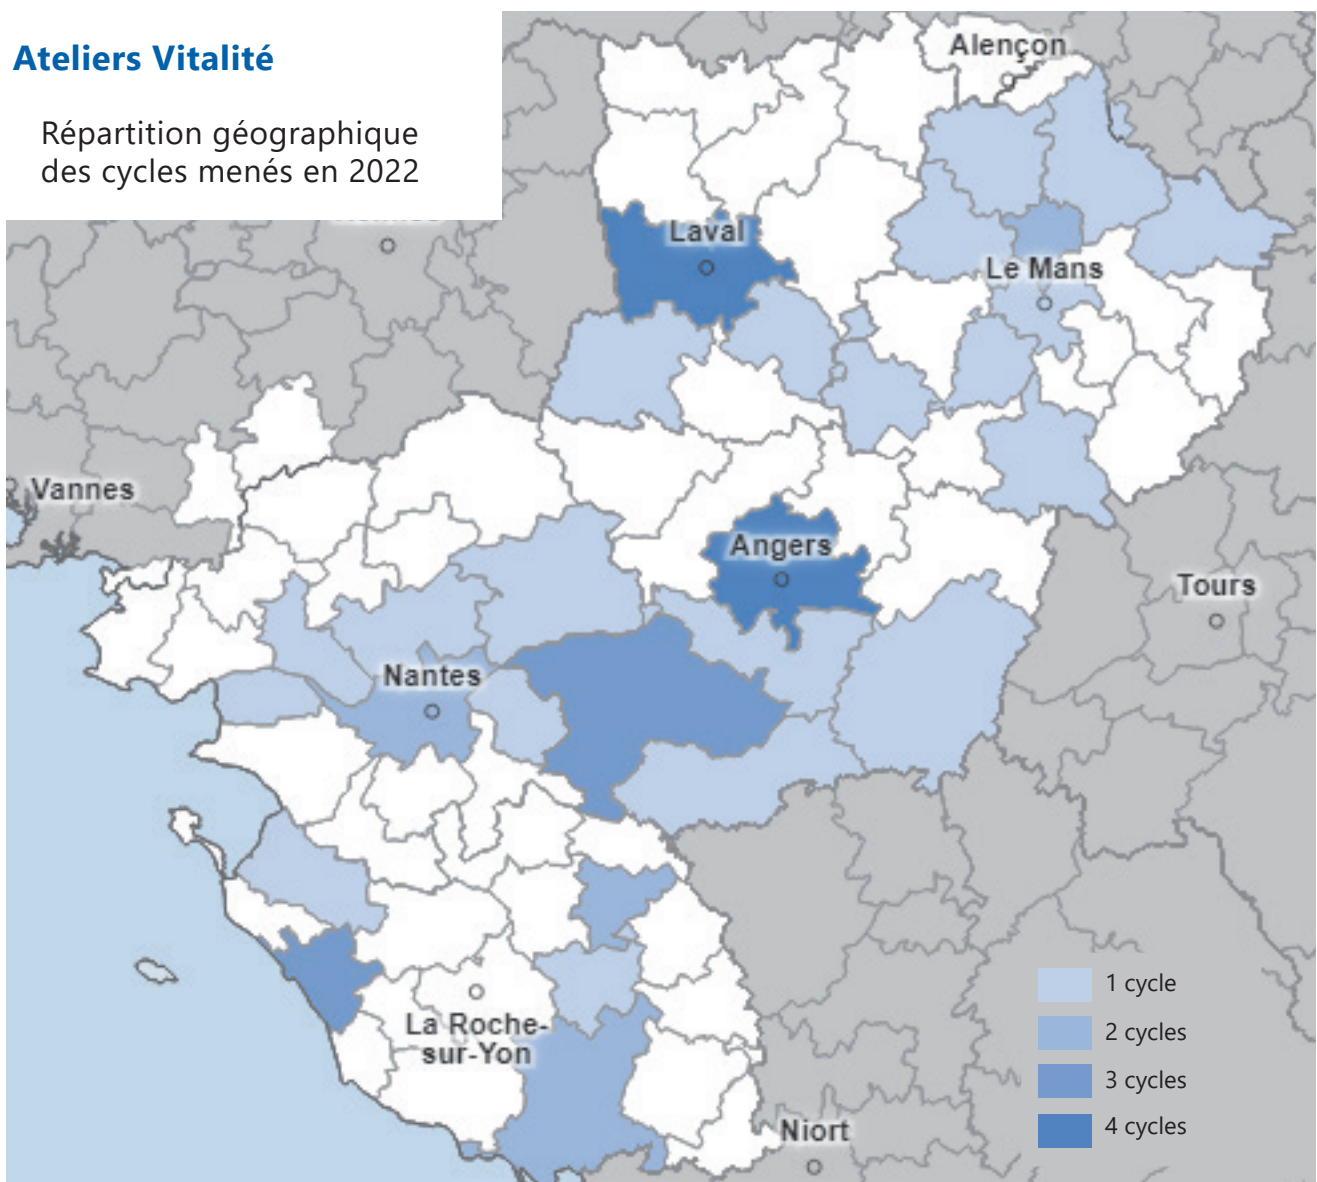 Ateliers Vitalité
Répartition géographique
des cycles menés en 2022
Alençon
Laval
Le Mans
Vannes
Angers
Tours
Nantes
La Roche-
sur-Yon
Niort
1 cycle
2 cycles
3 cycles
4 cycles